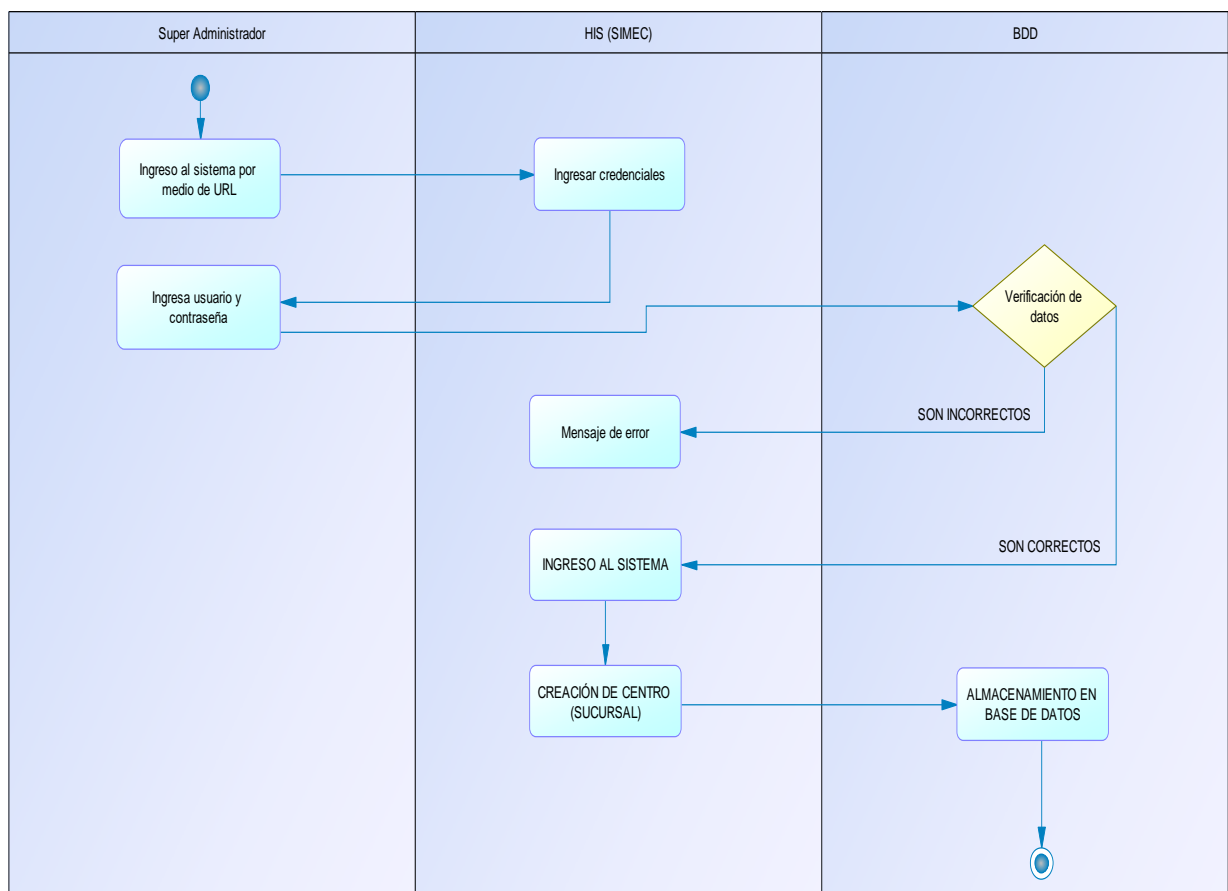 Super Administrador
HIS (SIMEC)
BDD
Ingreso al sistema por
medio de URL
Ingresar credenciales
Ingresa usuario y
contraseña
Verificación de
datos
SON INCORRECTOS
Mensaje de error
SON CORRECTOS
INGRESO AL SISTEMA
CREACIÓN DE CENTRO
(SUCURSAL)
ALMACENAMIENTO EN
BASE DE DATOS